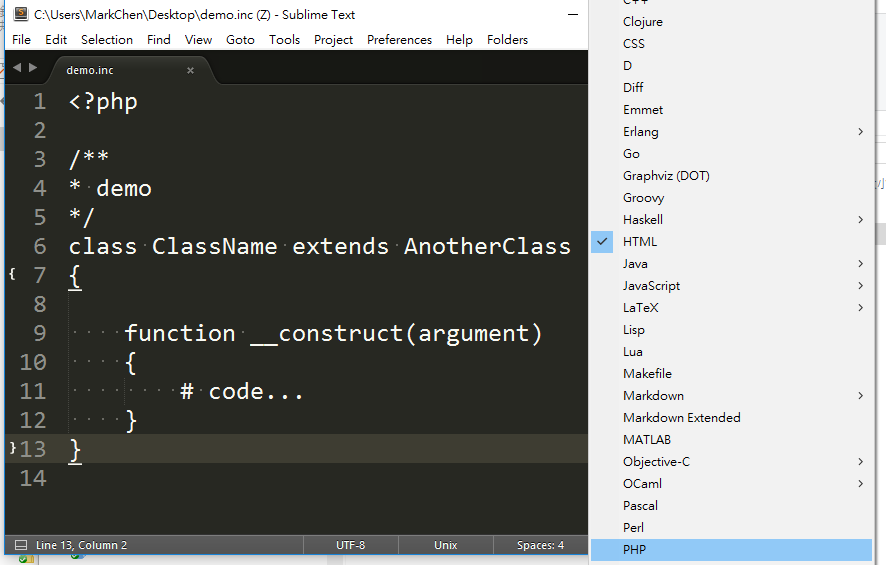 C:\Users\MarkChen\Desktop\demo.inc (Z) - Sublime Text
File Edit Selection Find View Goto Tools Project Preferences Help Folders
demo.inc ×
1 <?php
2
3 /**
4 * demo
5 */
6 class ClassName extends AnotherClass
7 {
8
9 function __construct(argument)
10 {
11 # code...
12 }
13 }
14
Line 13, Column 2 UTF-8 Unix Spaces: 4
Clojure
CSS
D
Diff
Emmet
Erlang
Go
Graphviz (DOT)
Groovy
Haskell
HTML
Java
JavaScript
LaTeX
Lisp
Lua
Makefile
Markdown
Markdown Extended
MATLAB
Objective-C
OCaml
Pascal
Perl
PHP